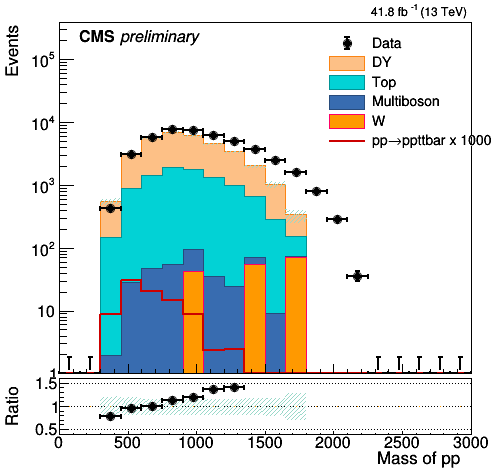 41.8 fb⁻¹ (13 TeV)
CMS preliminary
Events
Data
DY
Top
Multiboson
W
pp→ppttbar x 1000
10⁵
10⁴
10³
10²
10
1
Ratio
1.5
1
0.5
0 500 1000 1500 2000 2500 3000
Mass of pp